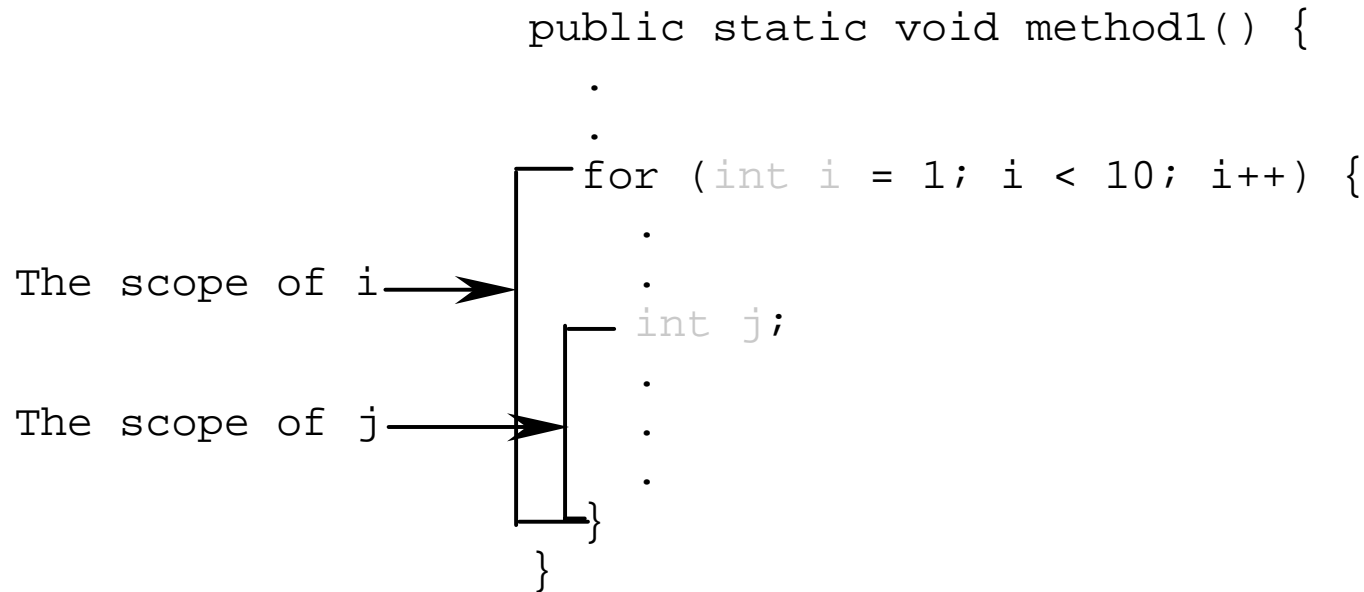 public static void method1() {
.
.
for (int i = 1; i < 10; i++) {
.
The scope of i
.
int j;
.
The scope of j
.
.
}
}